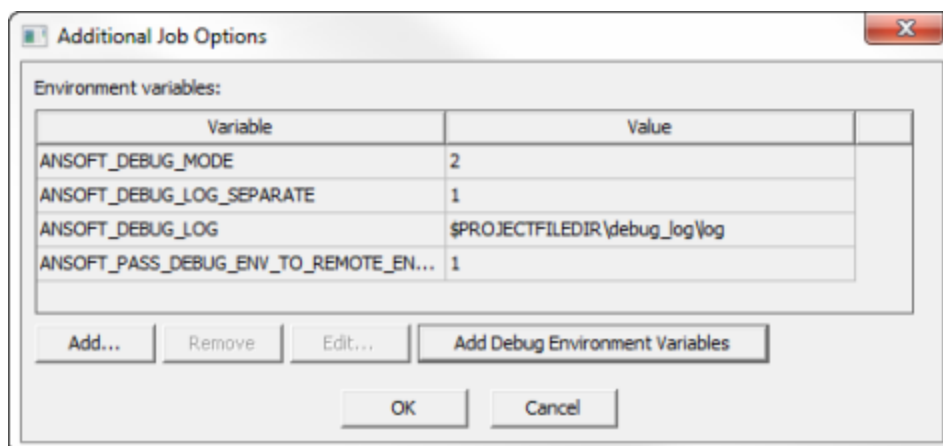 Additional Job Options
Environment variables:
Variable Value
ANSOFT_DEBUG_MODE 2
ANSOFT_DEBUG_LOG_SEPARATE 1
ANSOFT_DEBUG_LOG $PROJECTFILEDIR\debug_log\log
ANSOFT_PASS_DEBUG_ENV_TO_REMOTE_EN... 1
Add... Remove Edit... Add Debug Environment Variables
OK Cancel